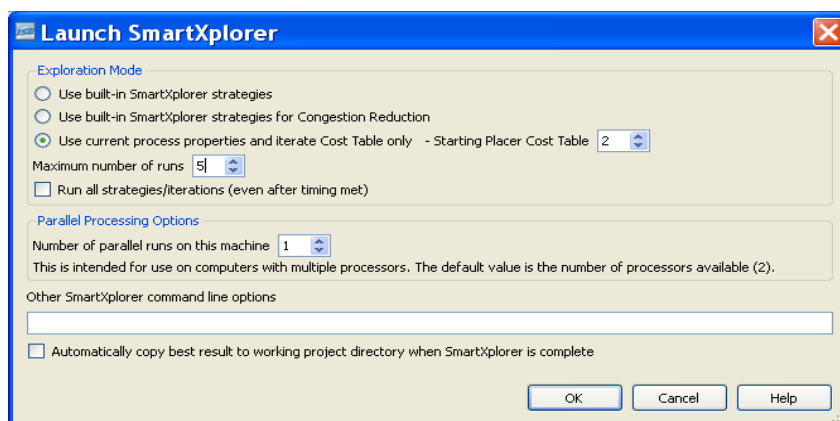 ISE Launch SmartXplorer
Exploration Mode
Use built-in SmartXplorer strategies
Use built-in SmartXplorer strategies for Congestion Reduction
Use current process properties and iterate Cost Table only - Starting Placer Cost Table 2
Maximum number of runs 5
Run all strategies/iterations (even after timing met)
Parallel Processing Options
Number of parallel runs on this machine 1
This is intended for use on computers with multiple processors. The default value is the number of processors available (2).
Other SmartXplorer command line options
Automatically copy best result to working project directory when SmartXplorer is complete
OK Cancel Help